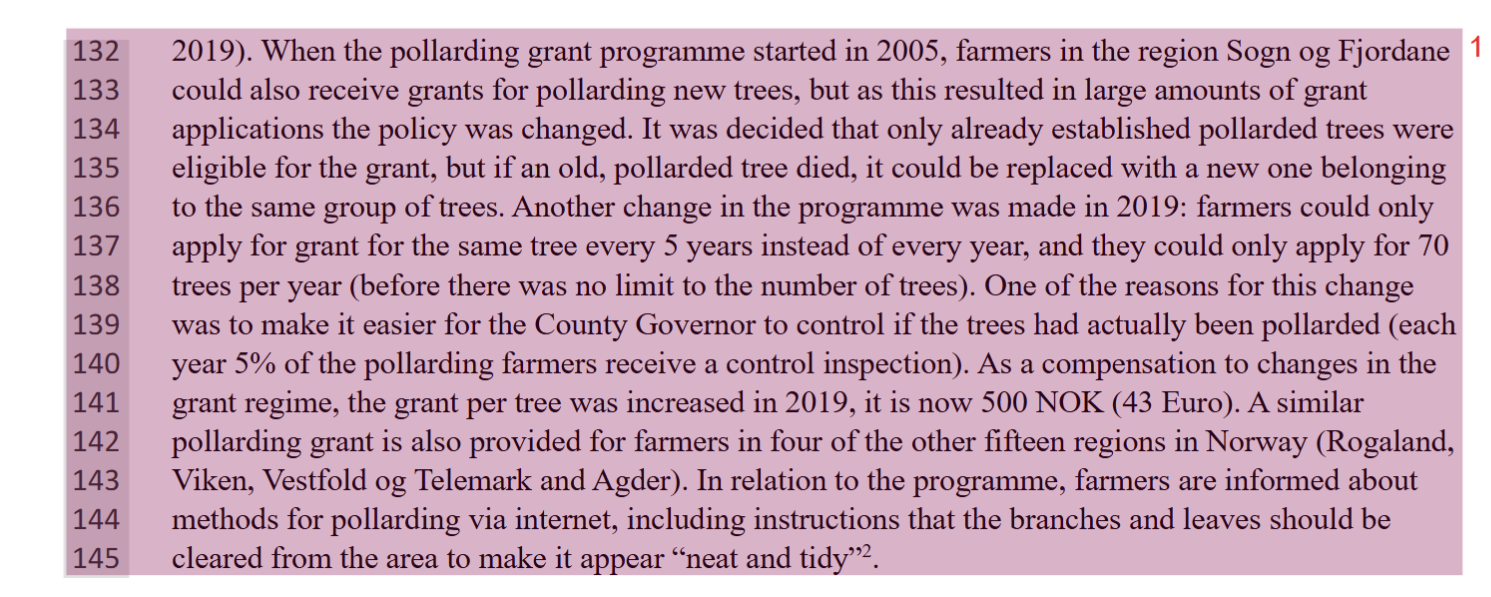 132 2019). When the pollarding grant programme started in 2005, farmers in the region Sogn og Fjordane 1
133 could also receive grants for pollarding new trees, but as this resulted in large amounts of grant
134 applications the policy was changed. It was decided that only already established pollarded trees were
135 eligible for the grant, but if an old, pollarded tree died, it could be replaced with a new one belonging
136 to the same group of trees. Another change in the programme was made in 2019: farmers could only
137 apply for grant for the same tree every 5 years instead of every year, and they could only apply for 70
138 trees per year (before there was no limit to the number of trees). One of the reasons for this change
139 was to make it easier for the County Governor to control if the trees had actually been pollarded (each
140 year 5% of the pollarding farmers receive a control inspection). As a compensation to changes in the
141 grant regime, the grant per tree was increased in 2019, it is now 500 NOK (43 Euro). A similar
142 pollarding grant is also provided for farmers in four of the other fifteen regions in Norway (Rogaland,
143 Viken, Vestfold og Telemark and Agder). In relation to the programme, farmers are informed about
144 methods for pollarding via internet, including instructions that the branches and leaves should be
145 cleared from the area to make it appear “neat and tidy”².